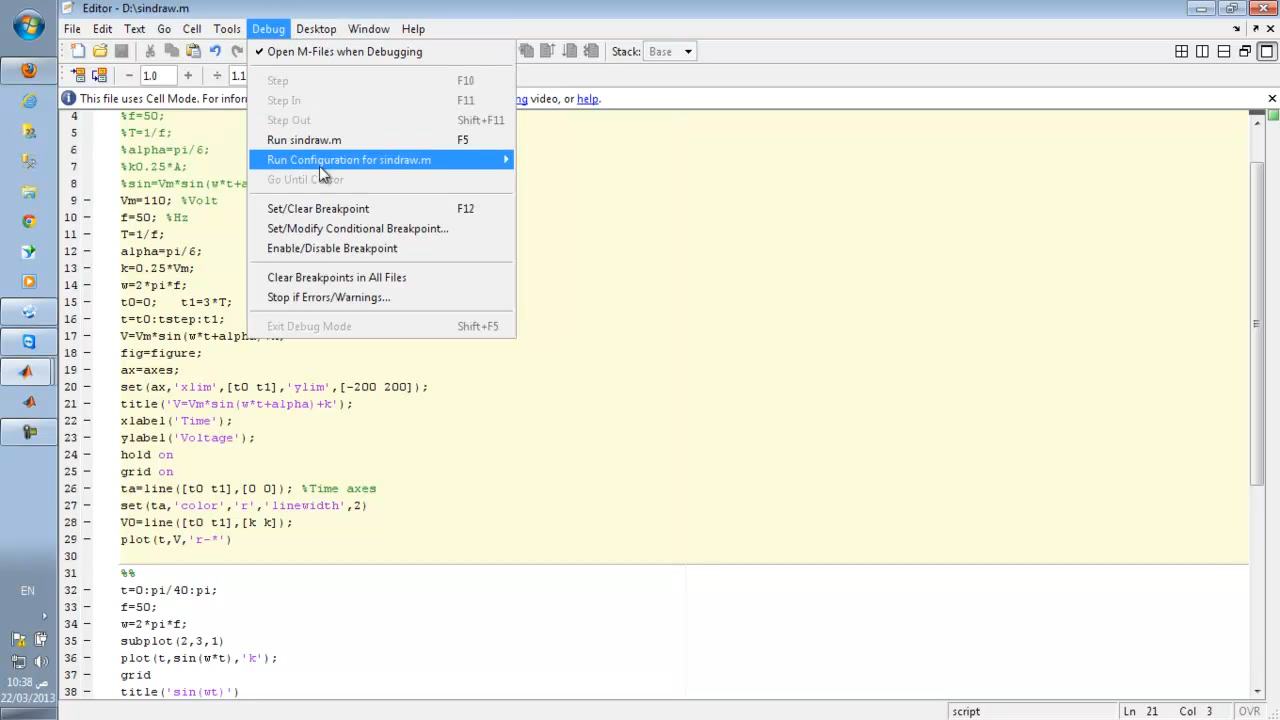 Editor - D:\sindraw.m
File Edit Text Go Cell Tools Debug Desktop Window Help
Stack: Base
1.0 1.1
This file uses Cell Mode. For infor
ng video, or help.
Open M-Files when Debugging
Step F10
Step In F11
Step Out Shift+F11
Run sindraw.m F5
Run Configuration for sindraw.m
Go Until Cursor
Set/Clear Breakpoint F12
Set/Modify Conditional Breakpoint...
Enable/Disable Breakpoint
Clear Breakpoints in All Files
Stop if Errors/Warnings...
Exit Debug Mode Shift+F5
4 %f=50;
5 %T=1/f;
6 %alpha=pi/6;
7 %k0.25*A;
8 %sin=Vm*sin(w*t+a
9 Vm=110; %Volt
10 f=50; %Hz
11 T=1/f;
12 alpha=pi/6;
13 k=0.25*Vm;
14 w=2*pi*f;
15 t0=0; t1=3*T;
16 t=t0:tstep:t1;
17 V=Vm*sin(w*t+alpha)+k;
18 fig=figure;
19 ax=axes;
20 set(ax,'xlim',[t0 t1],'ylim',[-200 200]);
21 title('V=Vm*sin(w*t+alpha)+k');
22 xlabel('Time');
23 ylabel('Voltage');
24 hold on
25 grid on
26 ta=line([t0 t1],[0 0]); %Time axes
27 set(ta,'color','r','linewidth',2)
28 V0=line([t0 t1],[k k]);
29 plot(t,V,'r-*')
30
31 %%
32 t=0:pi/40:pi;
33 f=50;
34 w=2*pi*f;
35 subplot(2,3,1)
36 plot(t,sin(w*t),'k');
37 grid
38 title('sin(wt)')
script Ln 21 Col 3 OVR
EN
10:38 ص
22/03/2013